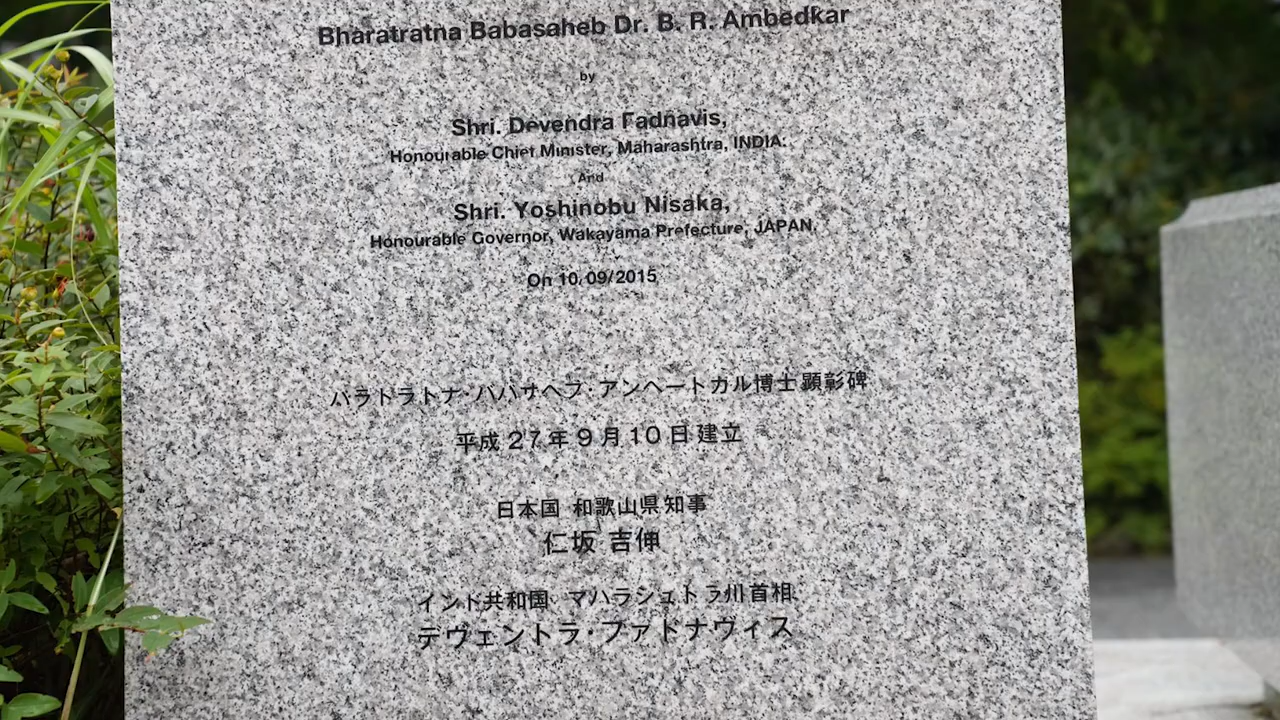 Bharatratna Babasaheb Dr. B. R. Ambedkar
by
Shri. Devendra Fadnavis,
Honourable Chief Minister, Maharashtra, INDIA.
And
Shri. Yoshinobu Nisaka,
Honourable Governor, Wakayama Prefecture, JAPAN.
On 10.09/2015
バラトラトナ・ババサヘブ・アンベードカル博士顕彰碑
平成27年9月10日建立
日本国 和歌山県知事
仁坂 吉伸
インド共和国 マハラシュトラ州首相
デヴェンドラ・ファドナヴィス